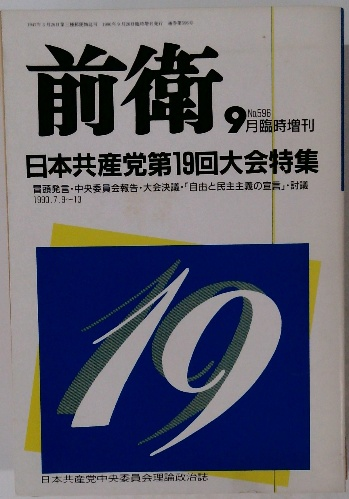 前衛
No.596
9月臨時増刊
日本共産党第19回大会特集
冒頭発言・中央委員会報告・大会決議・「自由と民主主義の宣言」・討議
1990.7.9—13
19
日本共産党中央委員会理論政治誌